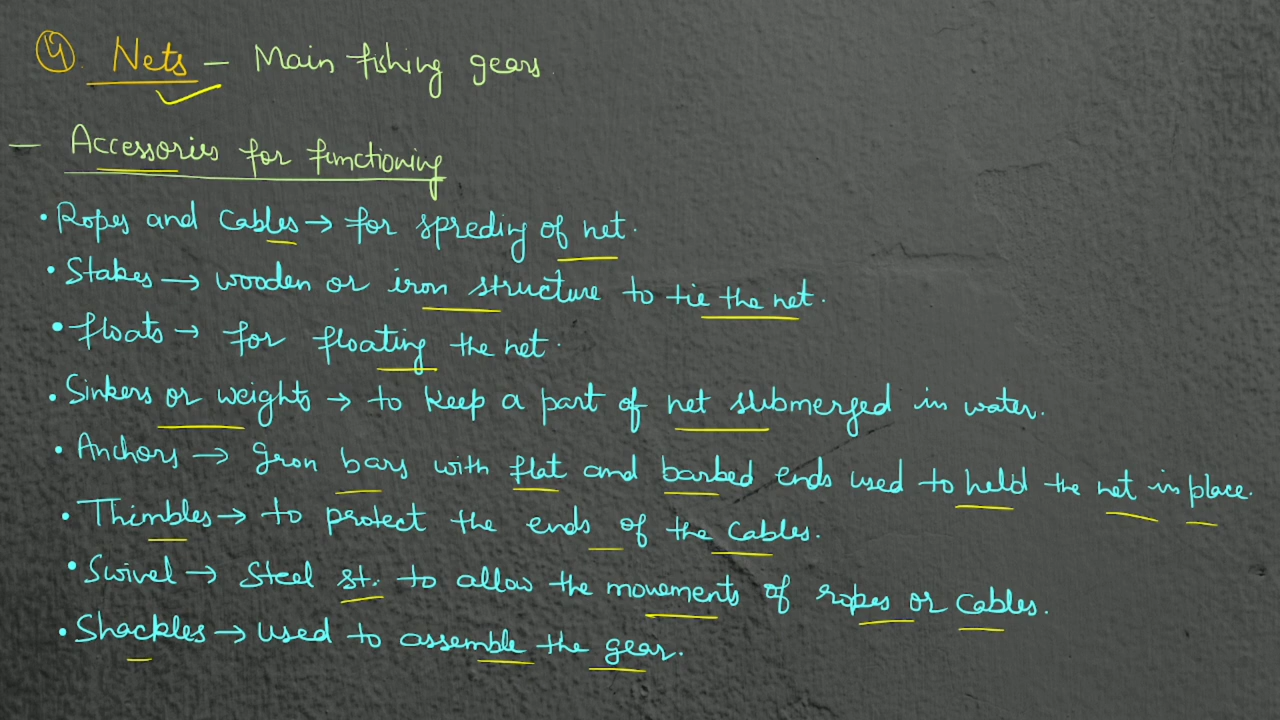 ④. Nets - Main fishing gears.
- Accessories for functioning
• Ropes and Cables → for spreding of net.
• Stakes → wooden or iron structure to tie the net.
• floats → for floating the net.
• Sinkers or weights → to keep a part of net submerged in water.
• Anchors → Iron bars with flat and barbed ends used to held the net in place.
• Thimbles → to protect the ends of the cables.
• Swivel → Steel st. to allow the movements of ropes or cables.
• Shackles → used to assemble the gear.